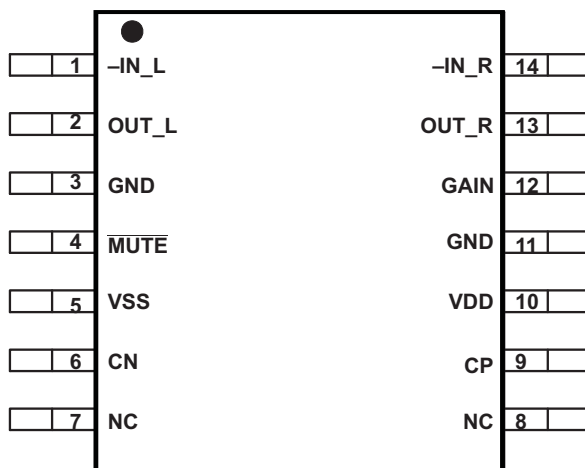 1 –IN_L –IN_R 14
2 OUT_L OUT_R 13
3 GND GAIN 12
4 MUTE GND 11
5 VSS VDD 10
6 CN CP 9
7 NC NC 8